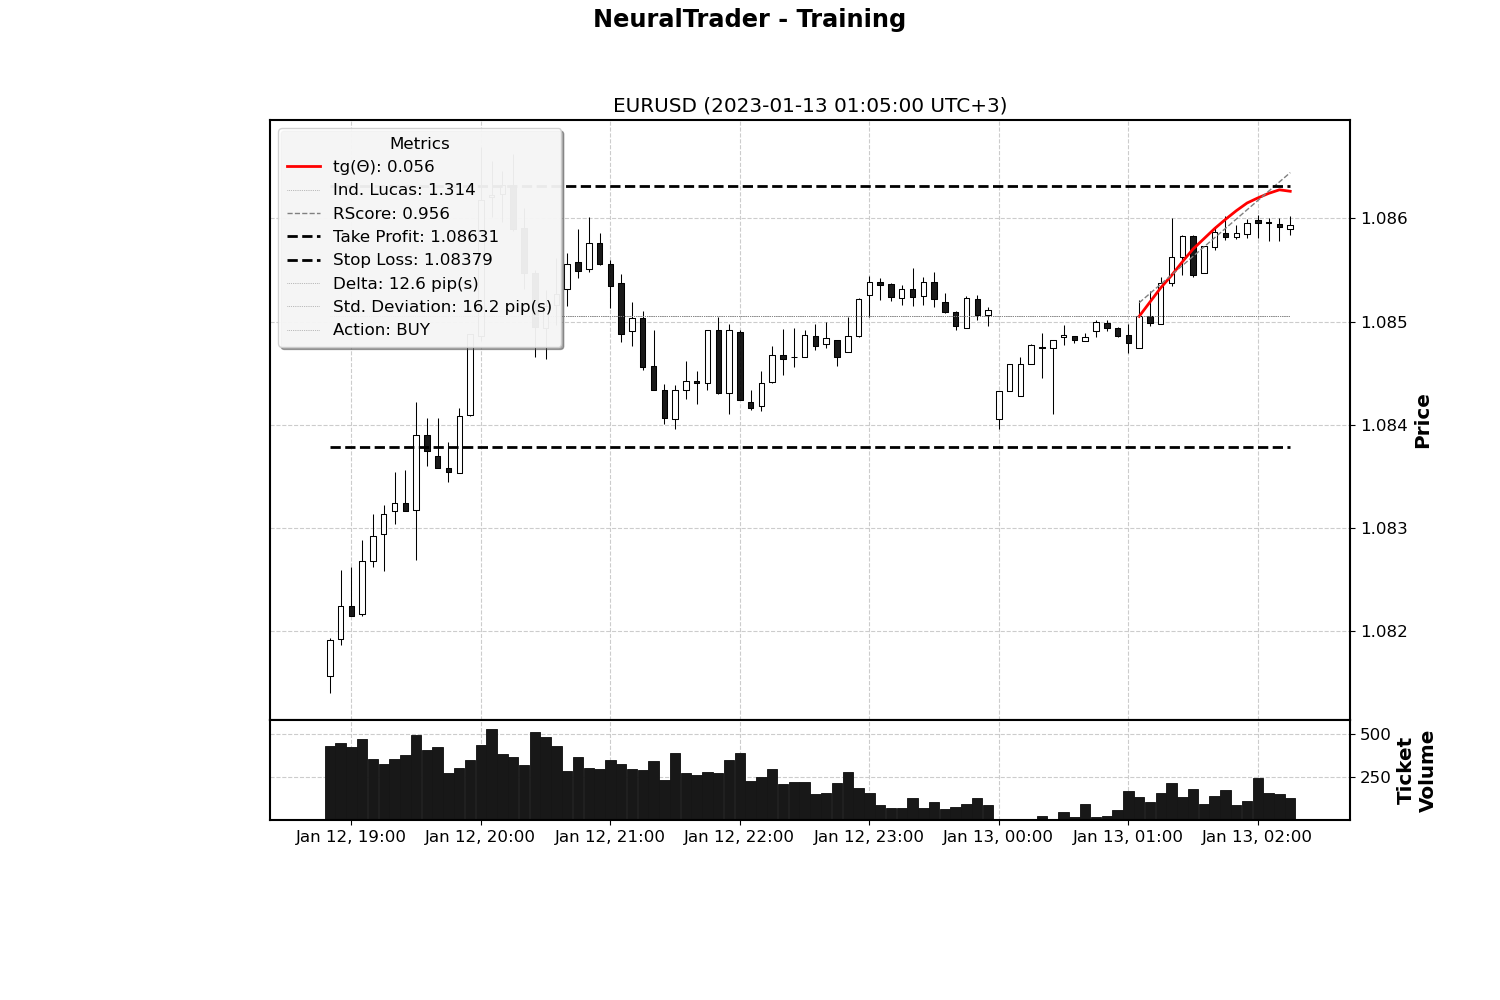 NeuralTrader - Training
EURUSD (2023-01-13 01:05:00 UTC+3)
Metrics
tg(Θ): 0.056
Ind. Lucas: 1.314
RScore: 0.956
Take Profit: 1.08631
Stop Loss: 1.08379
Delta: 12.6 pip(s)
Std. Deviation: 16.2 pip(s)
Action: BUY
1.086
1.085
1.084
1.083
1.082
Price
500
250
Ticket
Volume
Jan 12, 19:00 Jan 12, 20:00 Jan 12, 21:00 Jan 12, 22:00 Jan 12, 23:00 Jan 13, 00:00 Jan 13, 01:00 Jan 13, 02:00